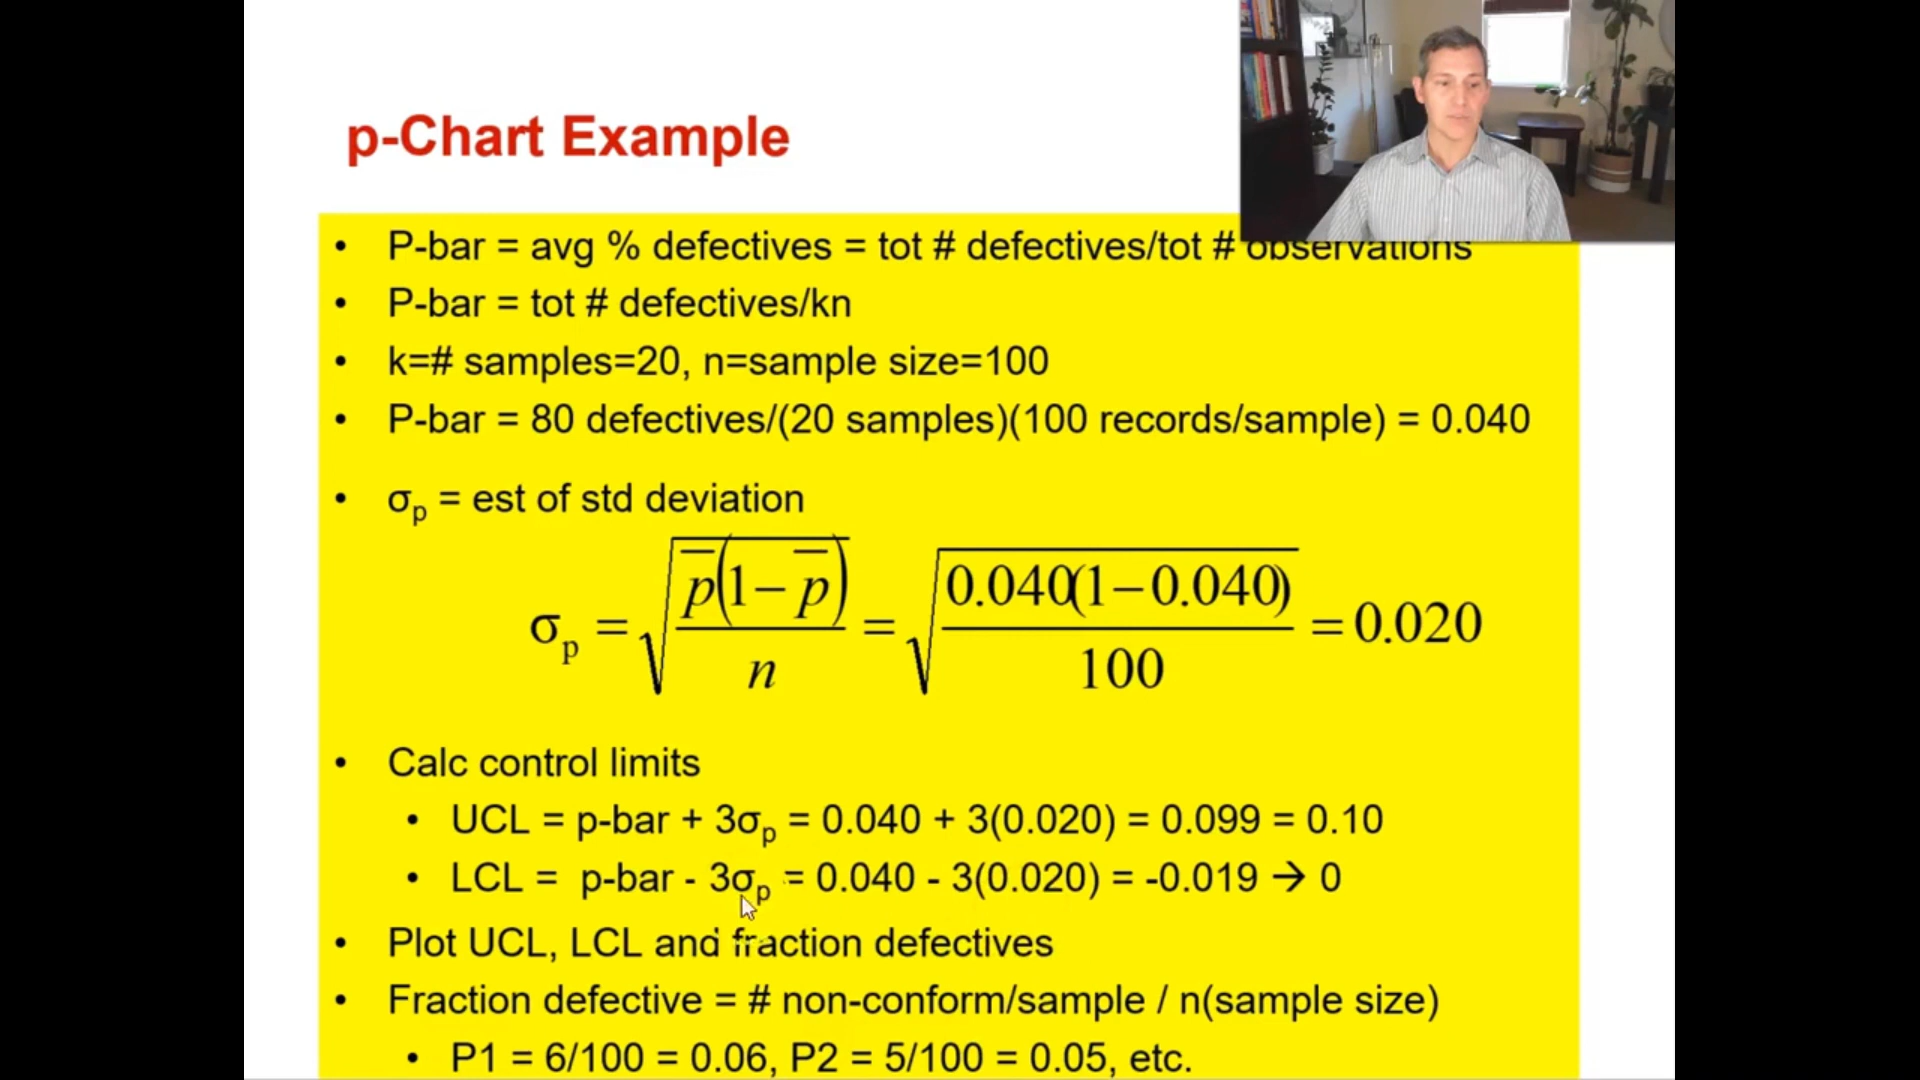 p-Chart Example
• P-bar = avg % defectives = tot # defectives/tot # observations
• P-bar = tot # defectives/kn
• k=# samples=20, n=sample size=100
• P-bar = 80 defectives/(20 samples)(100 records/sample) = 0.040
• σₚ = est of std deviation
σₚ = √(p̅(1−p̅)/n) = √(0.040(1−0.040)/100) = 0.020
• Calc control limits
• UCL = p-bar + 3σₚ = 0.040 + 3(0.020) = 0.099 = 0.10
• LCL = p-bar - 3σₚ = 0.040 - 3(0.020) = -0.019 → 0
• Plot UCL, LCL and fraction defectives
• Fraction defective = # non-conform/sample / n(sample size)
• P1 = 6/100 = 0.06, P2 = 5/100 = 0.05, etc.